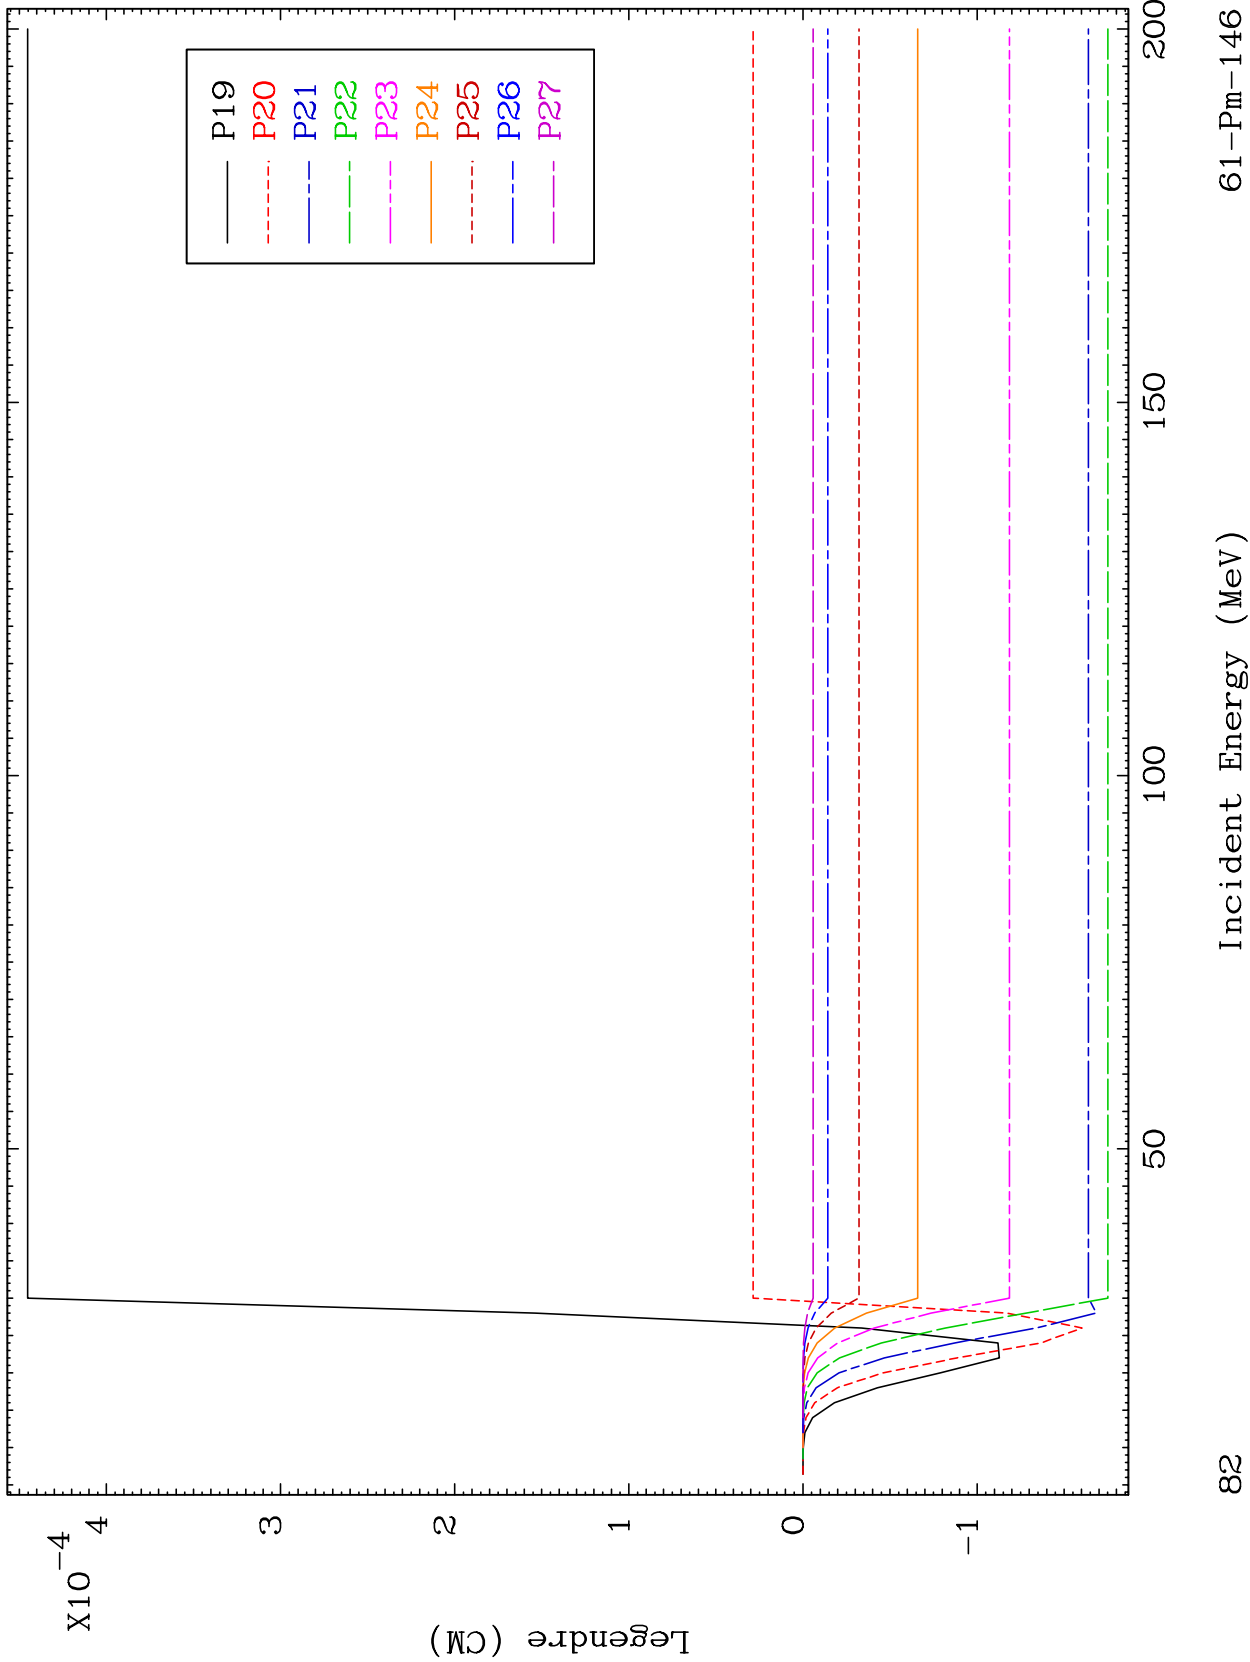 X10⁻⁴
4
3
2
1
0
-1
Legendre (CM)
P19
P20
P21
P22
P23
P24
P25
P26
P27
50
100
150
200
82
Incident Energy (MeV)
61-Pm-146